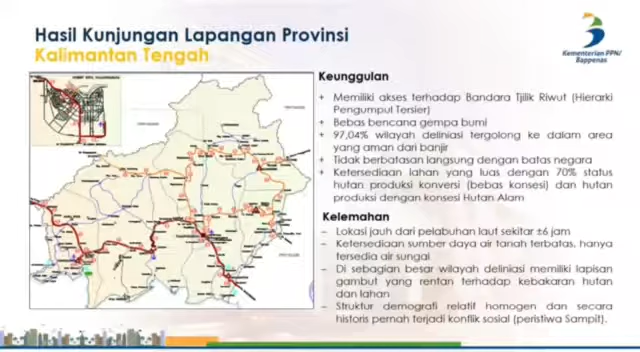 Hasil Kunjungan Lapangan Provinsi
Kalimantan Tengah
Kementerian PPN/
Bappenas
Keunggulan
+ Memiliki akses terhadap Bandara Tjilik Riwut (Hierarki
Pengumpul Tersier)
+ Bebas bencana gempa bumi
+ 97,04% wilayah deliniasi tergolong ke dalam area
yang aman dari banjir
+ Tidak berbatasan langsung dengan batas negara
+ Ketersediaan lahan yang luas dengan 70% status
hutan produksi konversi (bebas konsesi) dan hutan
produksi dengan konsesi Hutan Alam
Kelemahan
– Lokasi jauh dari pelabuhan laut sekitar ±6 jam
– Ketersediaan sumber daya air tanah terbatas, hanya
tersedia air sungai
– Di sebagian besar wilayah deliniasi memiliki lapisan
gambut yang rentan terhadap kebakaran hutan
dan lahan
– Struktur demografi relatif homogen dan secara
historis pernah terjadi konflik sosial (peristiwa Sampit).